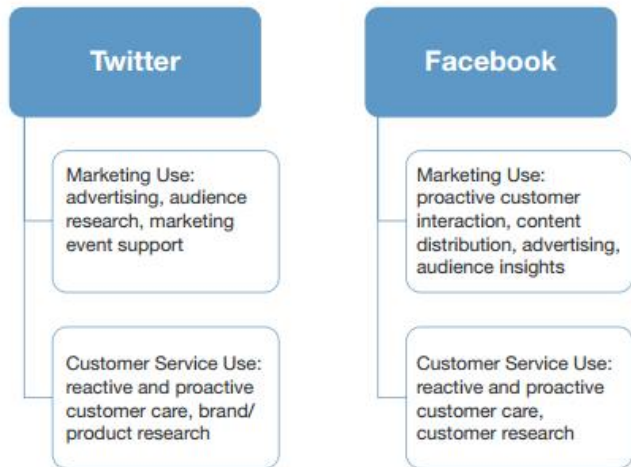 Twitter
Marketing Use:
advertising, audience
research, marketing
event support
Customer Service Use:
reactive and proactive
customer care, brand/
product research
Facebook
Marketing Use:
proactive customer
interaction, content
distribution, advertising,
audience insights
Customer Service Use:
reactive and proactive
customer care,
customer research